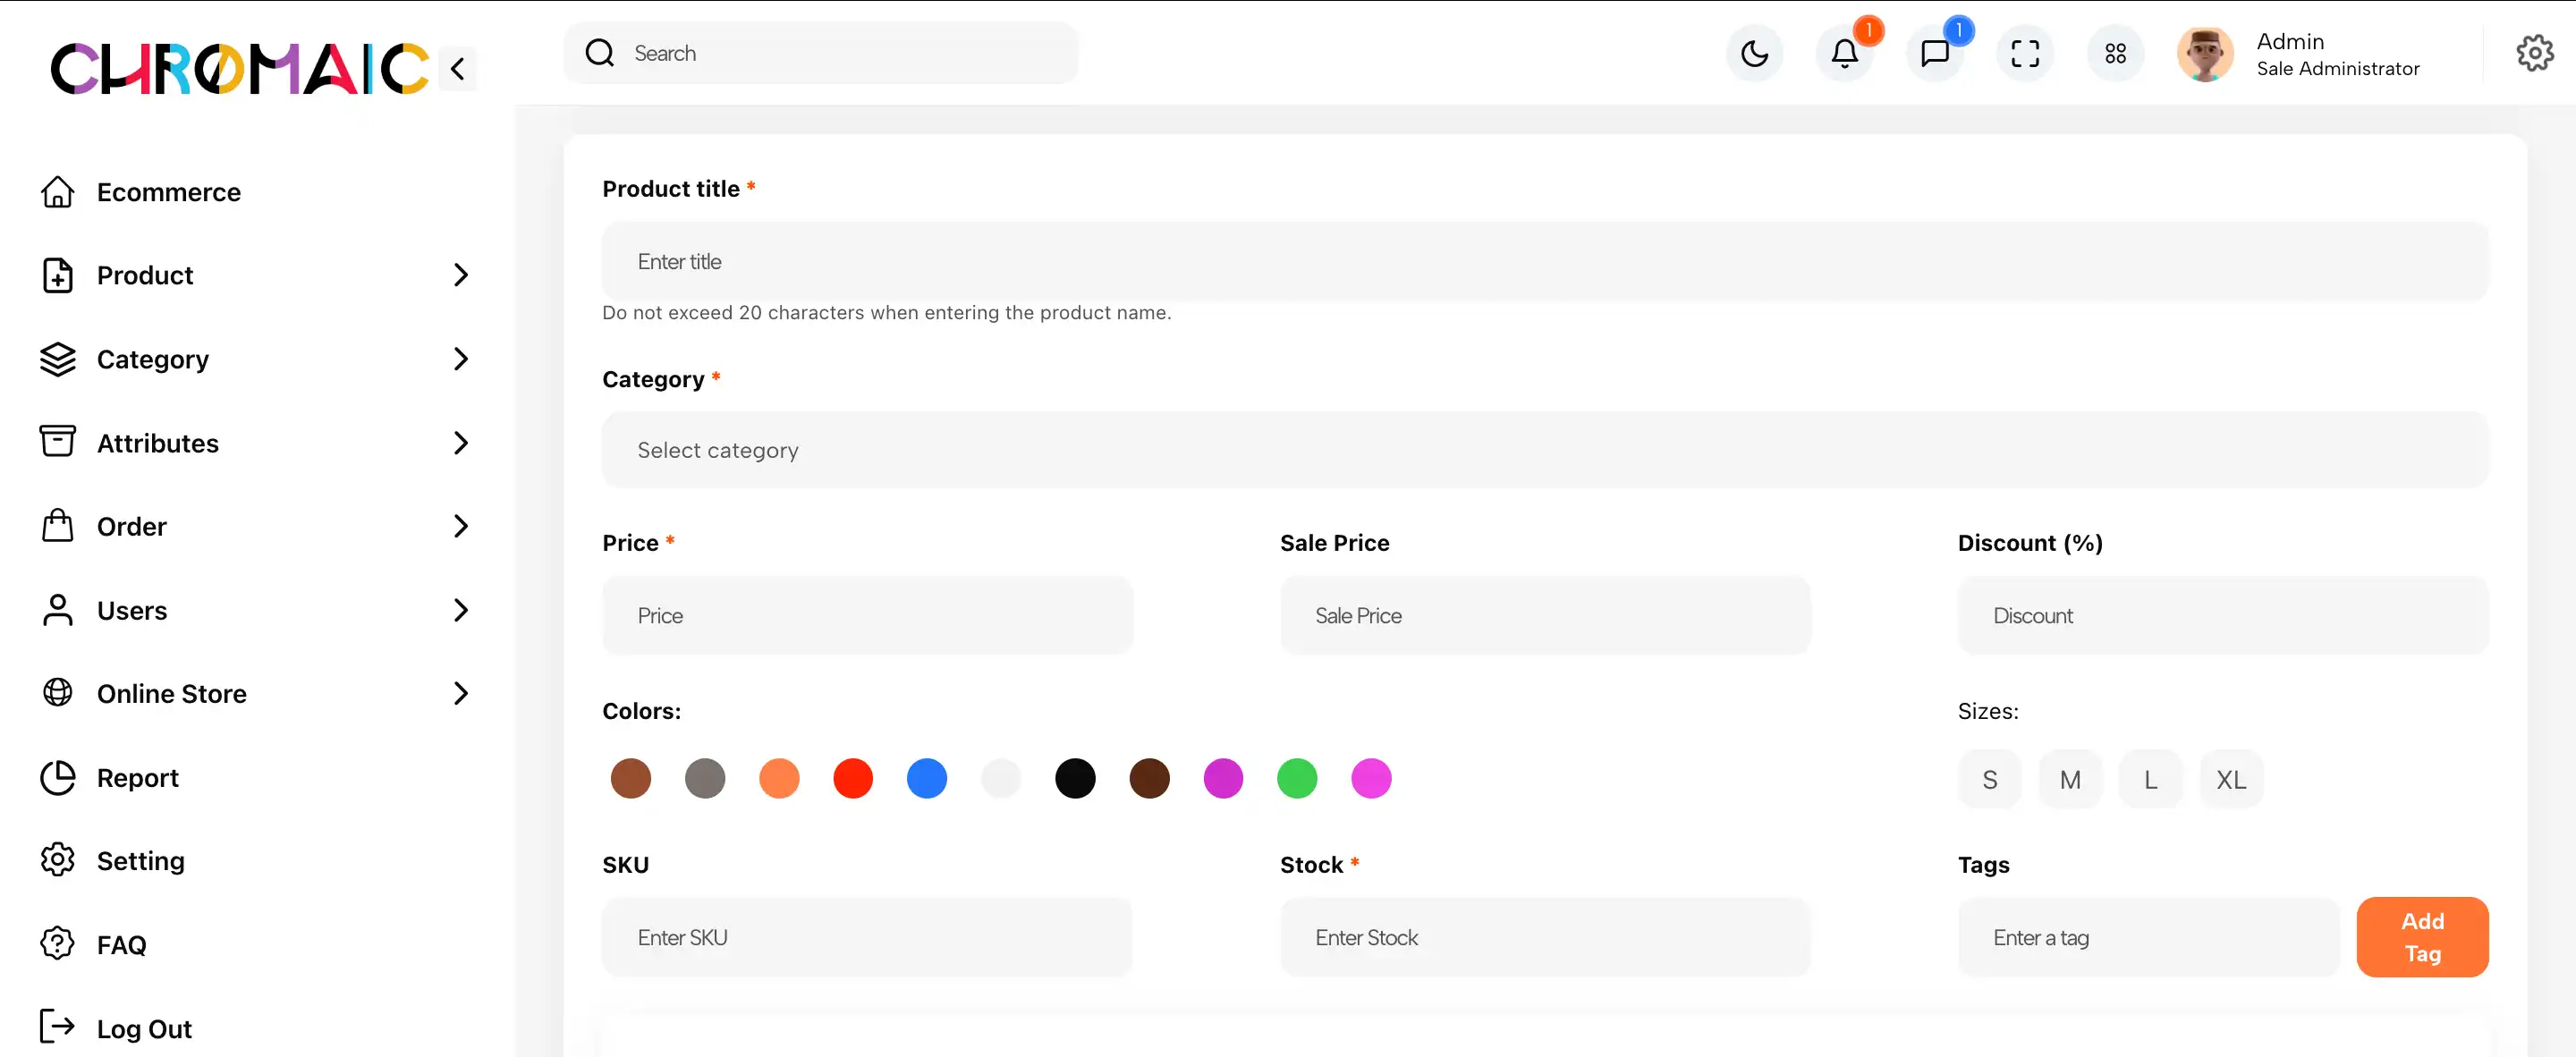 CHROMAIC
Search
1
1
Admin
Sale Administrator
Ecommerce
Product
Category
Attributes
Order
Users
Online Store
Report
Setting
FAQ
Log Out
Product title *
Enter title
Do not exceed 20 characters when entering the product name.
Category *
Select category
Price *
Sale Price
Discount (%)
Price
Sale Price
Discount
Colors:
Sizes:
S
M
L
XL
SKU
Stock *
Tags
Enter SKU
Enter Stock
Enter a tag
Add
Tag